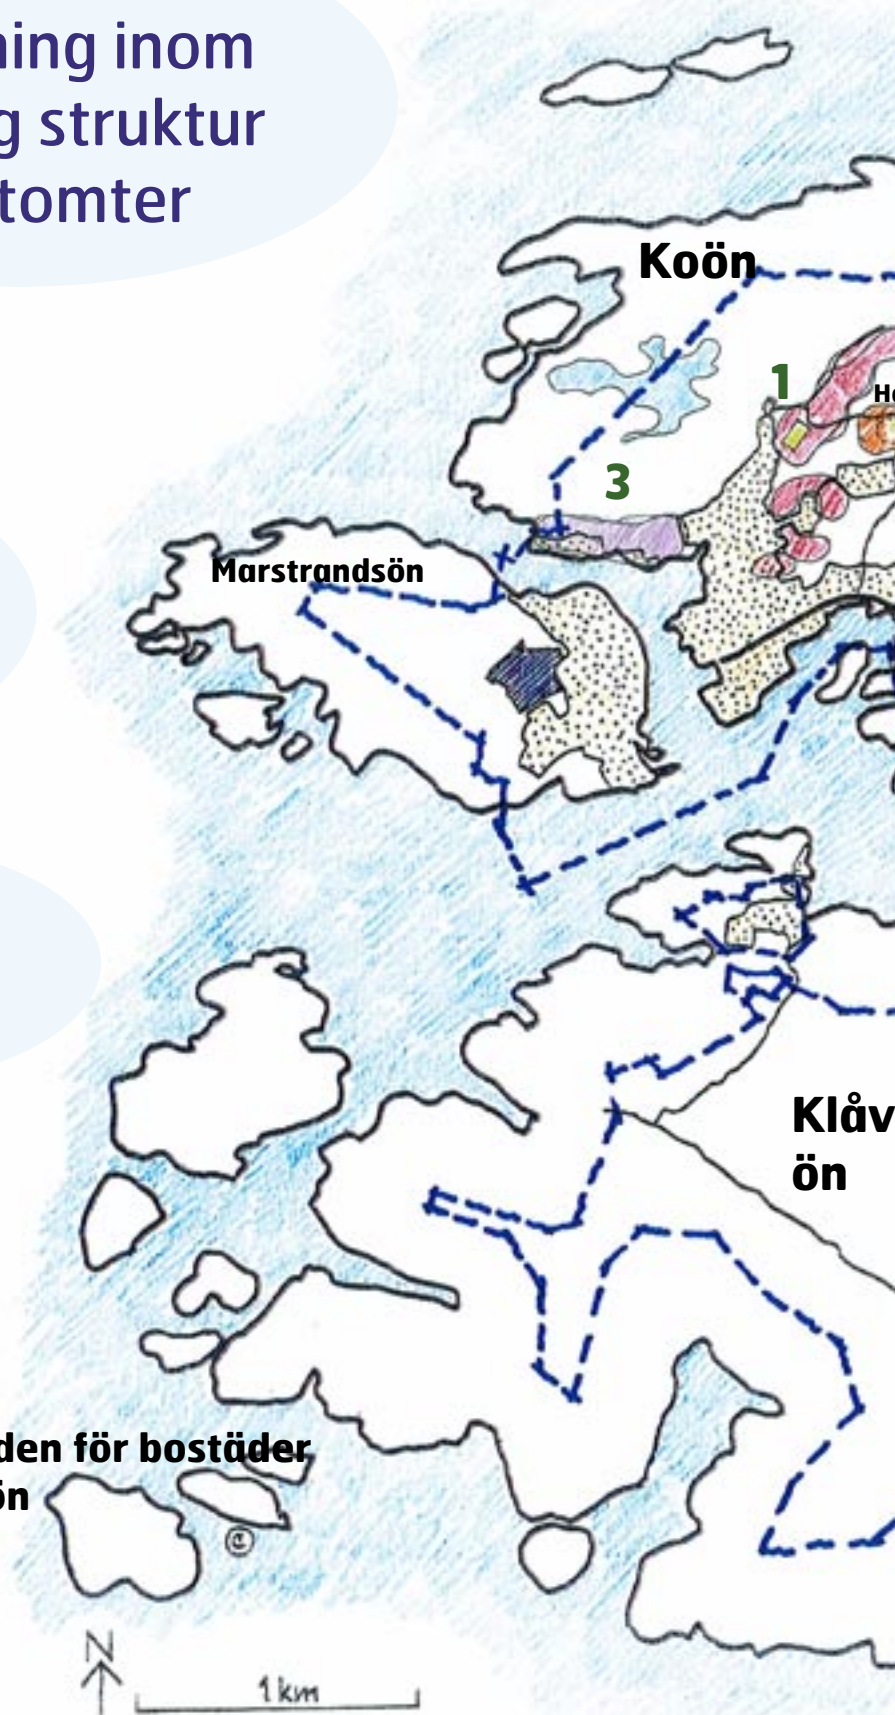 ning inom
g struktur
tomter
Koön
1
3
Marstrandsön
Klåv
ön
den för bostäder
ön
N
1 km